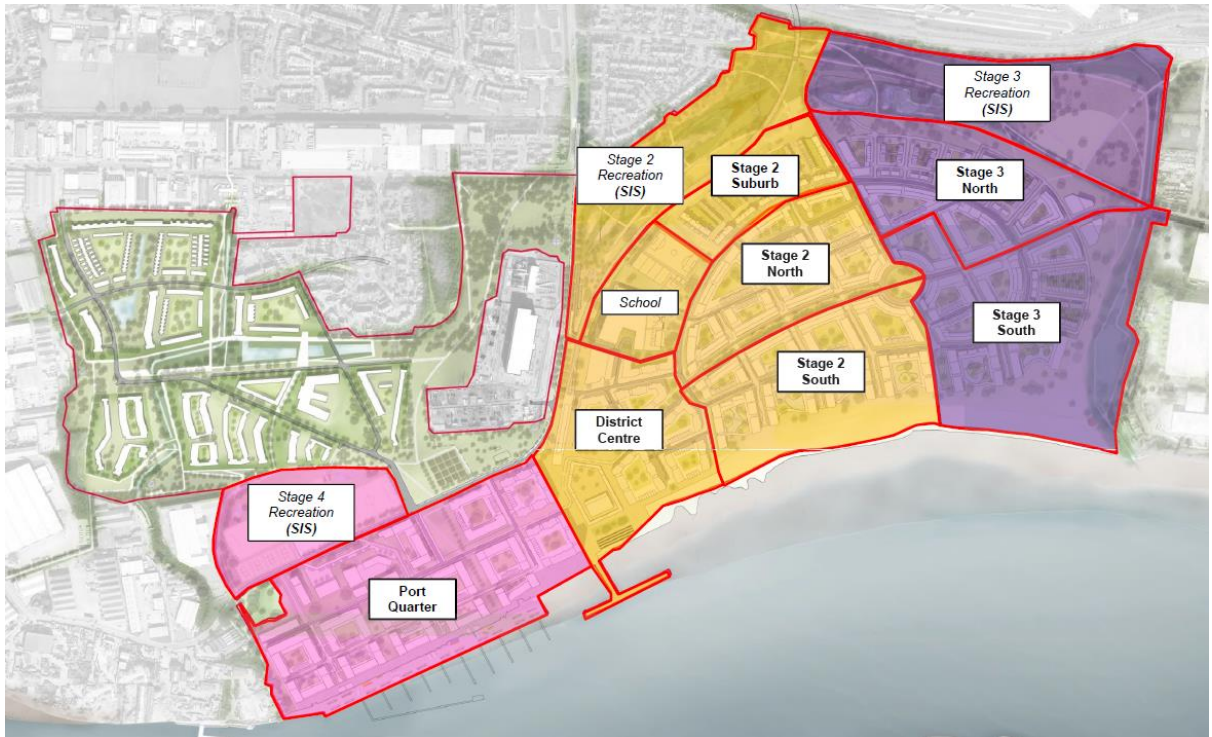 Stage 3
Recreation
(SIS)
Stage 2
Recreation
(SIS)
Stage 2
Suburb
Stage 3
North
Stage 2
North
School
Stage 3
South
Stage 2
South
District
Centre
Stage 4
Recreation
(SIS)
Port
Quarter